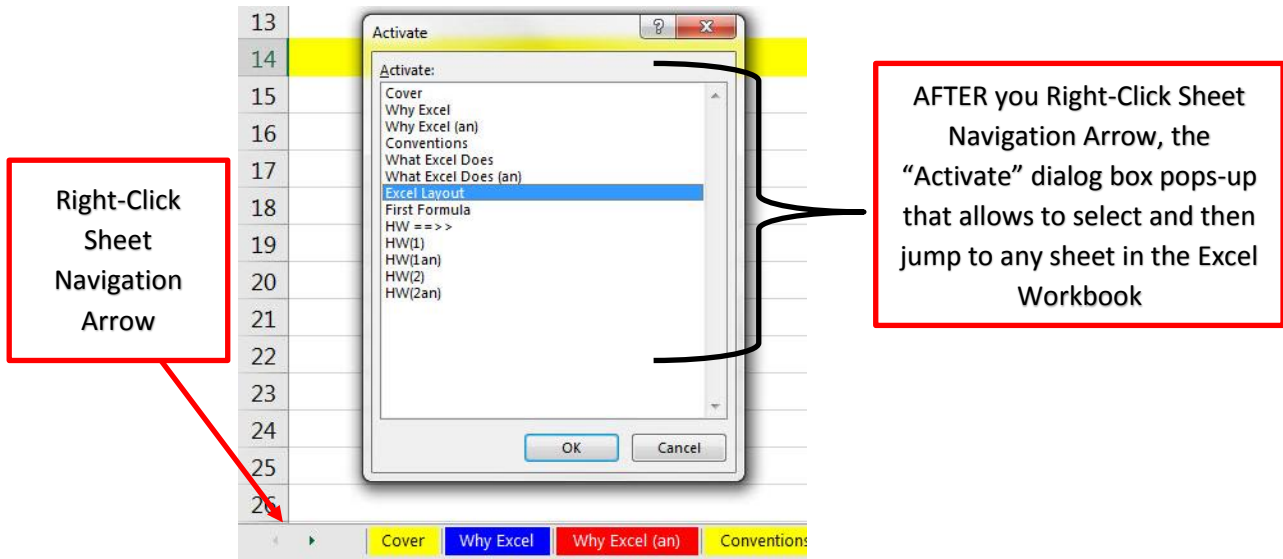 13
14
15
16
17
18
19
20
21
22
23
24
25
26
Activate
Activate:
Cover
Why Excel
Why Excel (an)
Conventions
What Excel Does
What Excel Does (an)
Excel Layout
First Formula
HW ==>>
HW(1)
HW(1an)
HW(2)
HW(2an)
OK Cancel
Cover Why Excel Why Excel (an) Conventions
Right-Click
Sheet
Navigation
Arrow
AFTER you Right-Click Sheet
Navigation Arrow, the
“Activate” dialog box pops-up
that allows to select and then
jump to any sheet in the Excel
Workbook